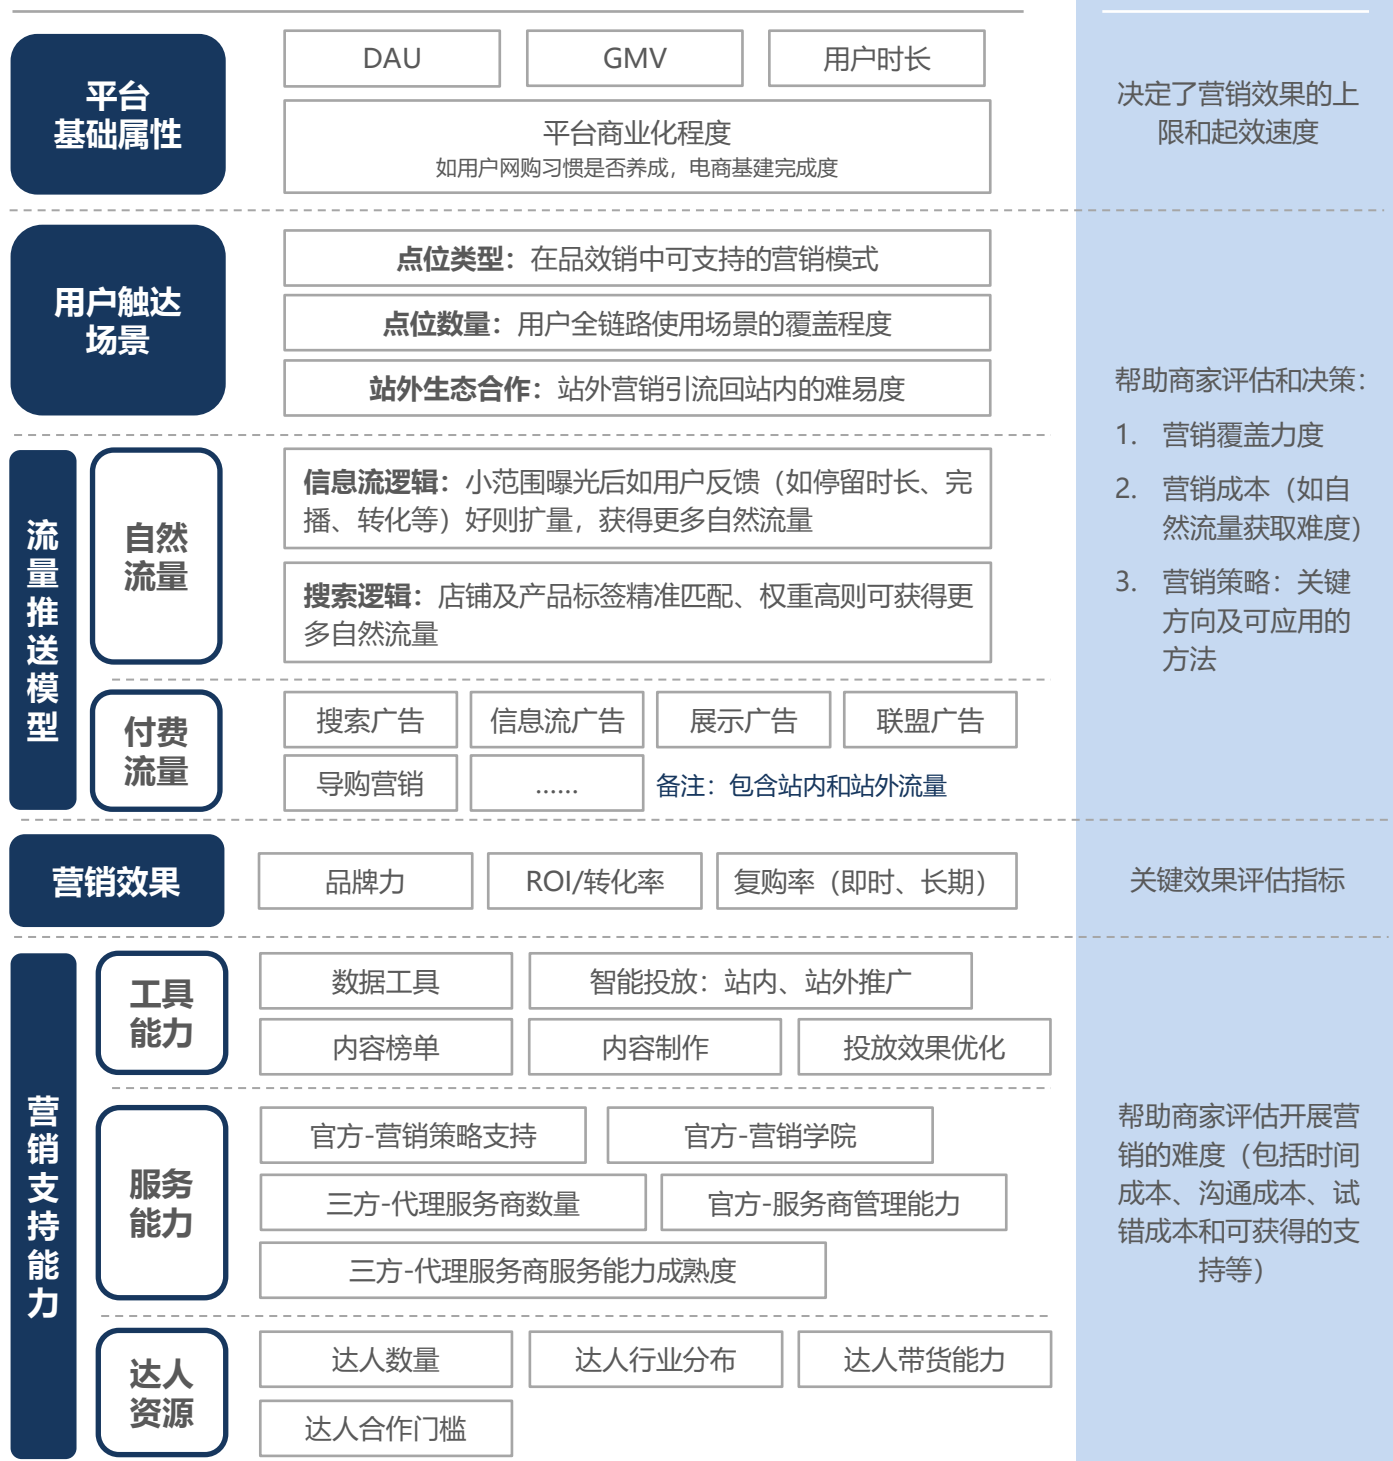 平台
基础属性
DAU
GMV
用户时长
平台商业化程度
如用户网购习惯是否养成，电商基建完成度
决定了营销效果的上
限和起效速度
用户触达
场景
点位类型：在品效销中可支持的营销模式
点位数量：用户全链路使用场景的覆盖程度
站外生态合作：站外营销引流回站内的难易度
流量推送模型
自然
流量
信息流逻辑：小范围曝光后如用户反馈（如停留时长、完
播、转化等）好则扩量，获得更多自然流量
搜索逻辑：店铺及产品标签精准匹配、权重高则可获得更
多自然流量
付费
流量
搜索广告
信息流广告
展示广告
联盟广告
导购营销
……
备注：包含站内和站外流量
帮助商家评估和决策：
1. 营销覆盖力度
2. 营销成本（如自
然流量获取难度）
3. 营销策略：关键
方向及可应用的
方法
营销效果
品牌力
ROI/转化率
复购率（即时、长期）
关键效果评估指标
营销支持能力
工具
能力
数据工具
智能投放：站内、站外推广
内容榜单
内容制作
投放效果优化
服务
能力
官方-营销策略支持
官方-营销学院
三方-代理服务商数量
官方-服务商管理能力
三方-代理服务商服务能力成熟度
达人
资源
达人数量
达人行业分布
达人带货能力
达人合作门槛
帮助商家评估开展营
销的难度（包括时间
成本、沟通成本、试
错成本和可获得的支
持等）